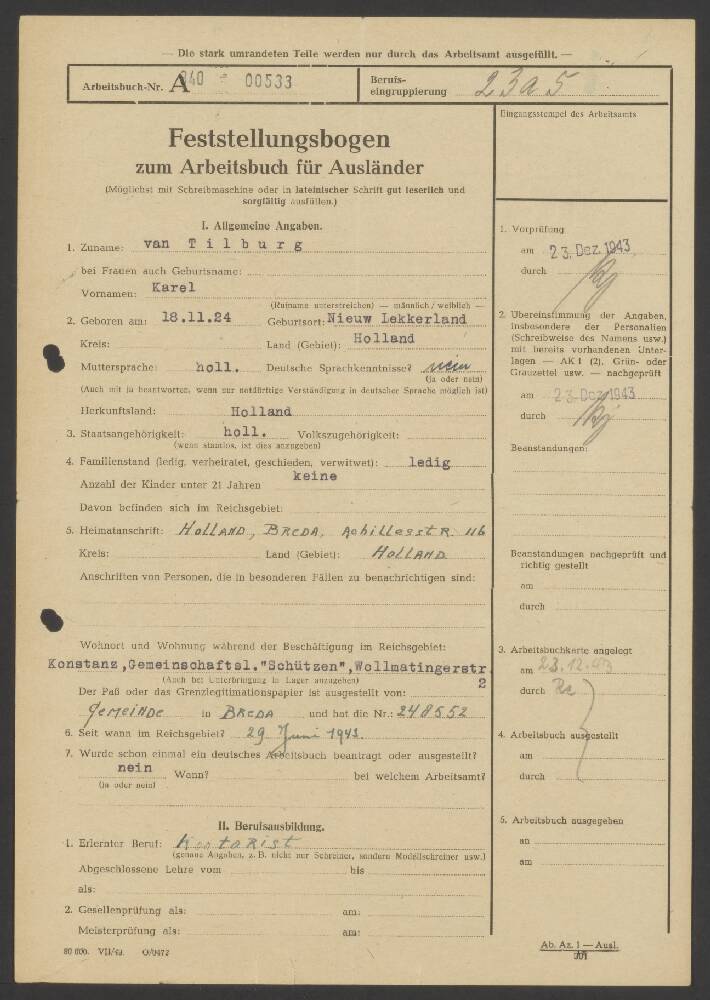 — Die stark umrandeten Teile werden nur durch das Arbeitsamt ausgefüllt. —
Arbeitsbuch-Nr. A 340 - 00533
Berufs-
eingruppierung 23a5
Eingangsstempel des Arbeitsamts
Feststellungsbogen
zum Arbeitsbuch für Ausländer
(Möglichst mit Schreibmaschine oder in lateinischer Schrift gut leserlich und
sorgfältig ausfüllen.)
I. Allgemeine Angaben.
1. Zuname: van Tilburg
bei Frauen auch Geburtsname:
Vornamen: Karel
(Rufname unterstreichen) — männlich / weiblich —
2. Geboren am: 18.11.24 Geburtsort: Nieuw Lekkerland
Kreis: Land (Gebiet): Holland
Muttersprache: holl. Deutsche Sprachkenntnisse? nein
(ja oder nein)
(Auch mit ja beantworten, wenn nur notdürftige Verständigung in deutscher Sprache möglich ist)
Herkunftsland: Holland
3. Staatsangehörigkeit: holl. Volkszugehörigkeit:
(wenn staatlos, ist dies anzugeben)
4. Familienstand (ledig, verheiratet, geschieden, verwitwet): ledig
Anzahl der Kinder unter 21 Jahren keine
Davon befinden sich im Reichsgebiet:
5. Heimatanschrift: HOLLAND, BREDA, AchillesstR. 116
Kreis: Land (Gebiet): HOLLAND
Anschriften von Personen, die in besonderen Fällen zu benachrichtigen sind:
Wohnort und Wohnung während der Beschäftigung im Reichsgebiet:
Konstanz,Gemeinschaftsl."Schützen",Wollmatingerstr
2
(Auch bei Unterbringung in Lager anzugeben)
Der Paß oder das Grenzlegitimationspapier ist ausgestellt von:
Gemeinde in BREDA und hat die Nr.: 248552
6. Seit wann im Reichsgebiet? 29 Juni 1943.
7. Wurde schon einmal ein deutsches Arbeitsbuch beantragt oder ausgestellt?
nein Wann? bei welchem Arbeitsamt?
(ja oder nein)
II. Berufsausbildung.
1. Erlernter Beruf:
(genaue Angaben, z. B. nicht nur Schreiner, sondern Modellschreiner usw.)
Abgeschlossene Lehre vom bis
als:
2. Gesellenprüfung als: am:
Meisterprüfung als: am:
80 000. VII/42. O/0472
1. Vorprüfung
am 23. Dez. 1943
durch
2. Übereinstimmung der Angaben,
insbesondere der Personalien
(Schreibweise des Namens usw.)
mit bereits vorhandenen Unter-
lagen — AK 1 (2), Grün- oder
Grauzettel usw. — nachgeprüft
am 23. Dez. 1943
durch
Beanstandungen:
Beanstandungen nachgeprüft und
richtig gestellt
am
durch
3. Arbeitsbuchkarte angelegt
am 23.12.43
durch
4. Arbeitsbuch ausgestellt
am
durch
5. Arbeitsbuch ausgegeben
an
am
Ab. Az. 1 — Ausl.